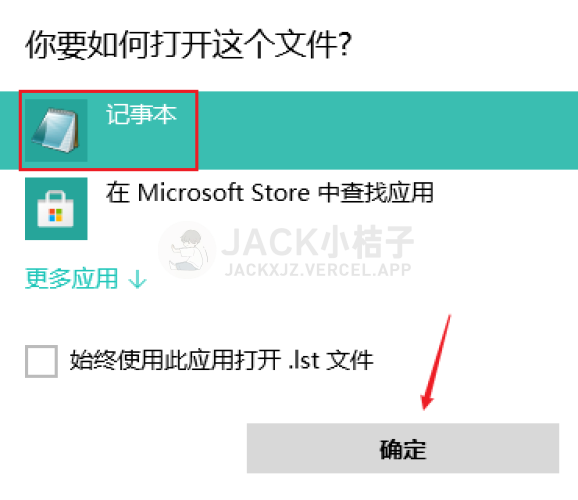 你要如何打开这个文件?
记事本
在 Microsoft Store 中查找应用
JACK小桔子
JACKXJZ.VERCEL.APP
更多应用 ↓
始终使用此应用打开 .lst 文件
确定